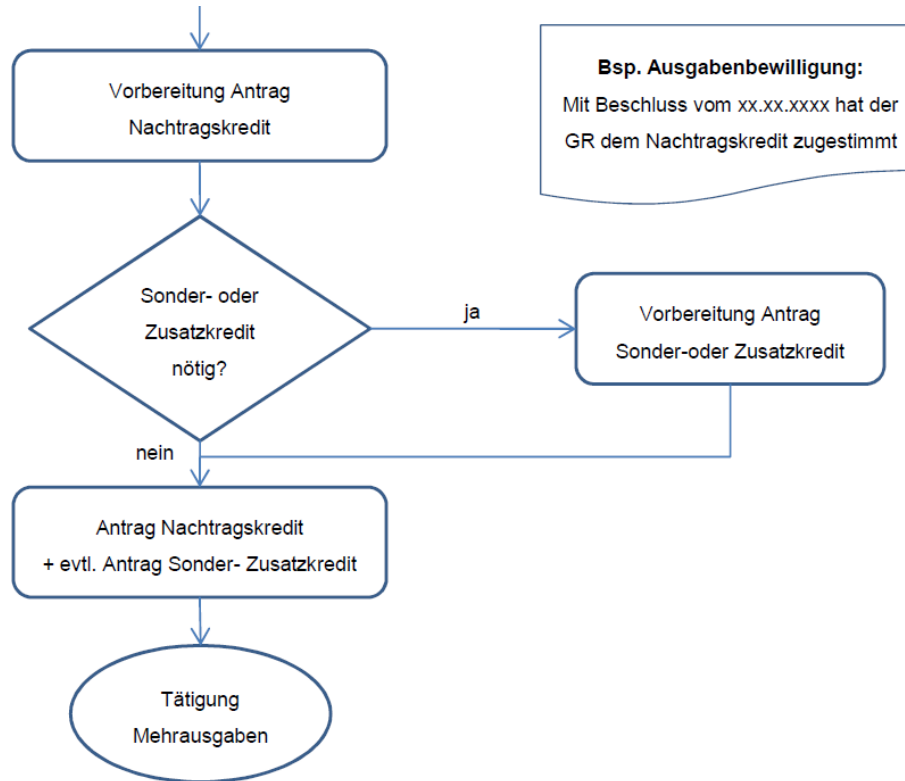 Vorbereitung Antrag
Nachtragskredit
Bsp. Ausgabenbewilligung:
Mit Beschluss vom xx.xx.xxxx hat der
GR dem Nachtragskredit zugestimmt
Sonder- oder
Zusatzkredit
nötig?
ja
Vorbereitung Antrag
Sonder-oder Zusatzkredit
nein
Antrag Nachtragskredit
+ evtl. Antrag Sonder- Zusatzkredit
Tätigung
Mehrausgaben